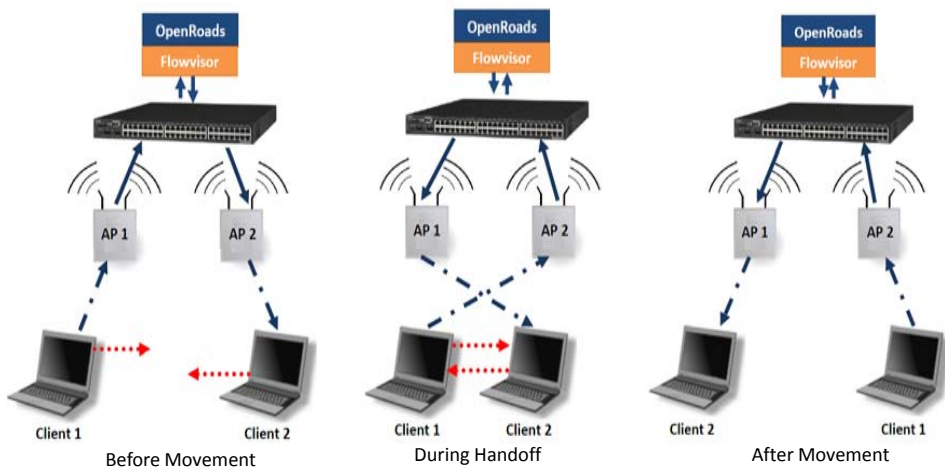 OpenRoads
Flowvisor
AP 1
AP 2
Client 1
Client 2
Before Movement
OpenRoads
Flowvisor
AP 1
AP 2
Client 1
Client 2
During Handoff
OpenRoads
Flowvisor
AP 1
AP 2
Client 2
Client 1
After Movement